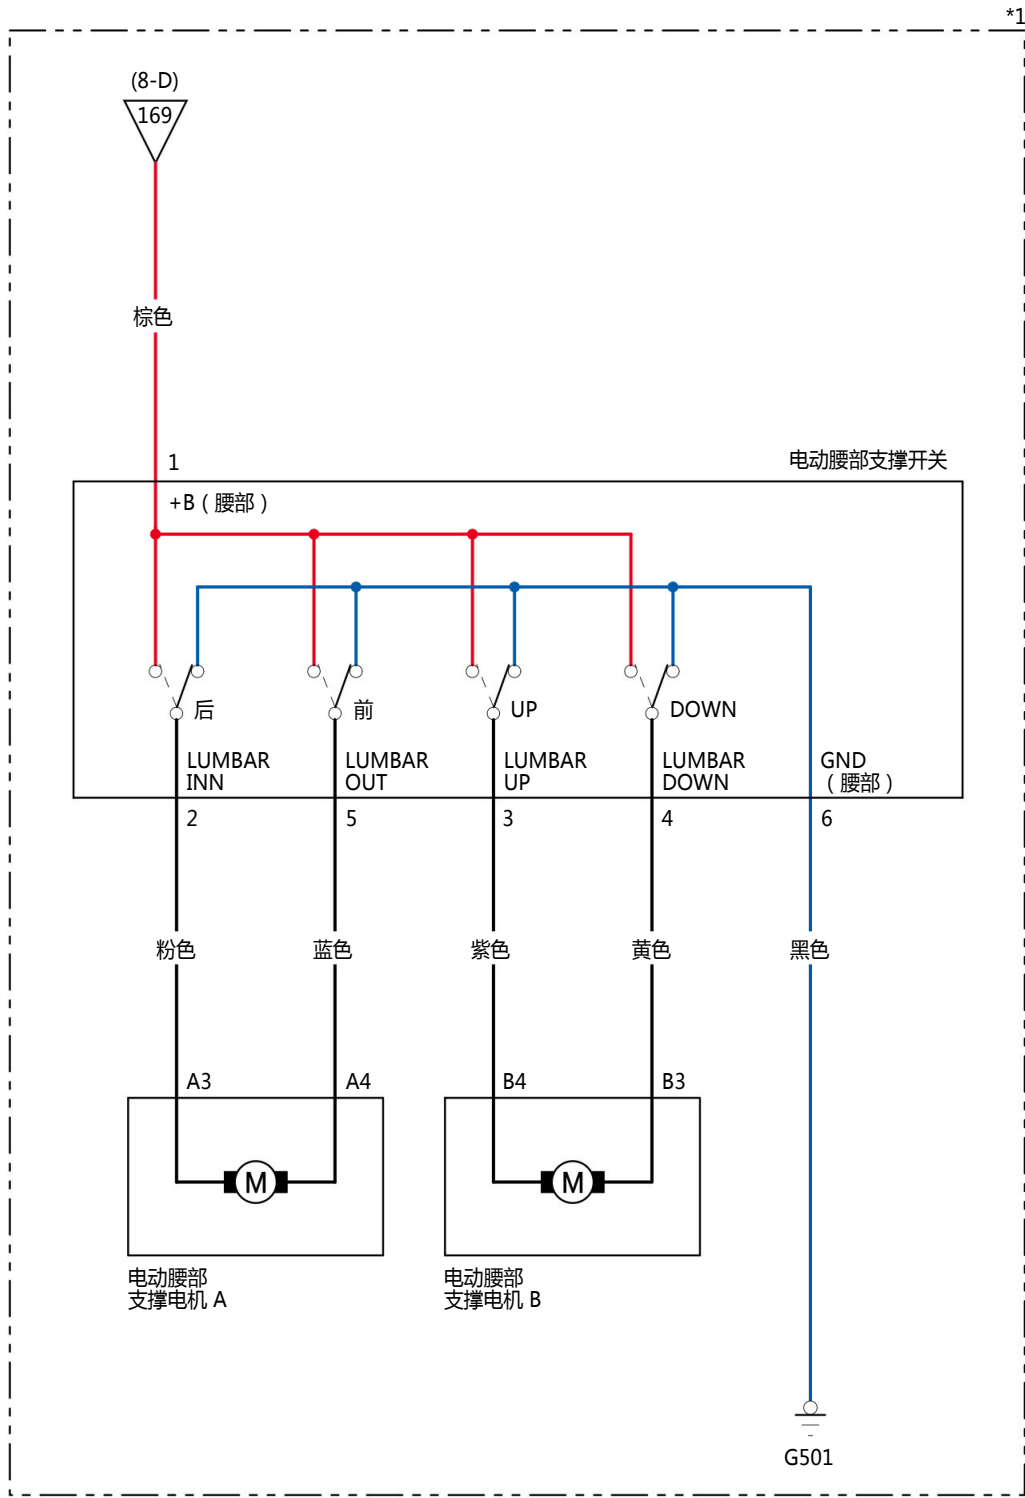 *1
(8-D)
169
棕色
1
电动腰部支撑开关
+B（腰部）
后
前
UP
DOWN
LUMBAR
INN
LUMBAR
OUT
LUMBAR
UP
LUMBAR
DOWN
GND
（腰部）
2
5
3
4
6
粉色
蓝色
紫色
黄色
黑色
A3
A4
B4
B3
M
M
电动腰部
支撑电机 A
电动腰部
支撑电机 B
G501